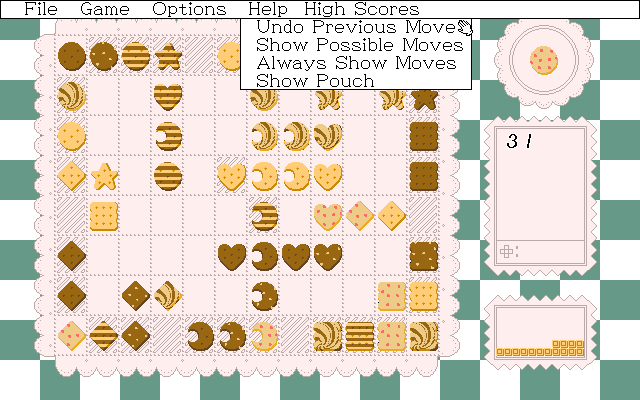 File Game Options Help High Scores
Undo Previous Move
Show Possible Moves
Always Show Moves
Show Pouch
31